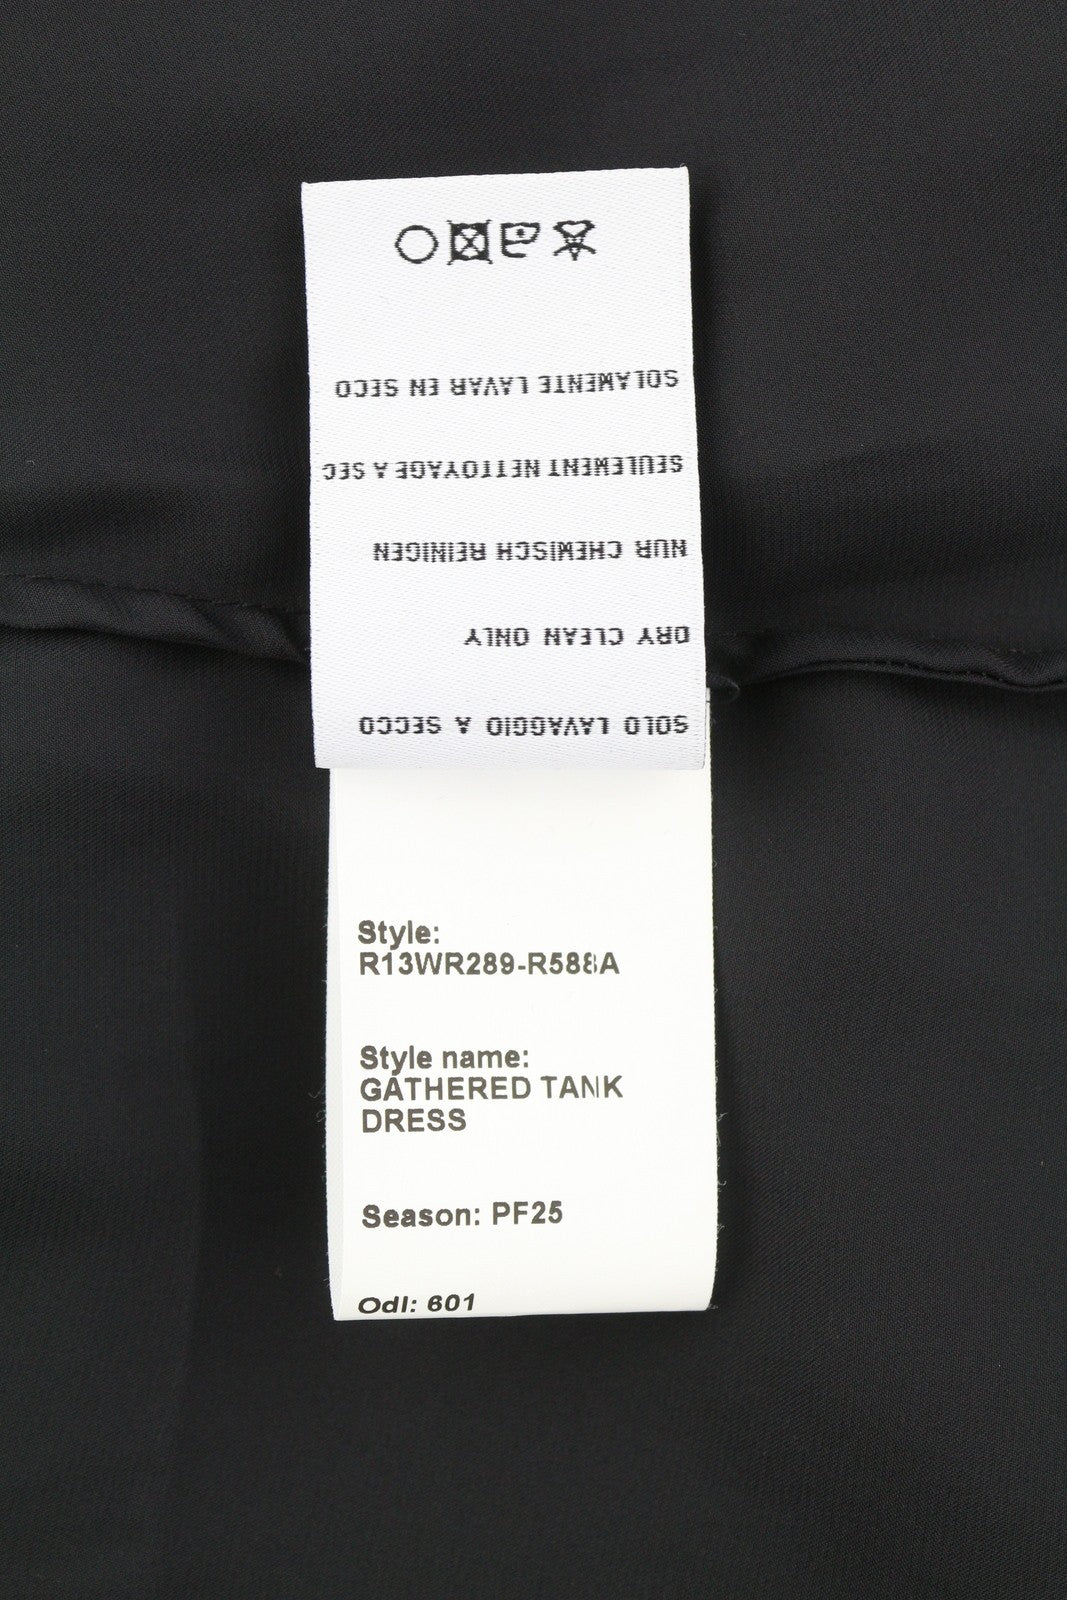 SOLO LAVAGGIO A SECCO
DRY CLEAN ONLY
NUR CHEMISCH REINIGEN
SEULEMENT NETTOYAGE A SEC
SOLAMENTE LAVAR EN SECO
Style:
R13WR289-R588A
Style name:
GATHERED TANK
DRESS
Season: PF25
Odl: 601